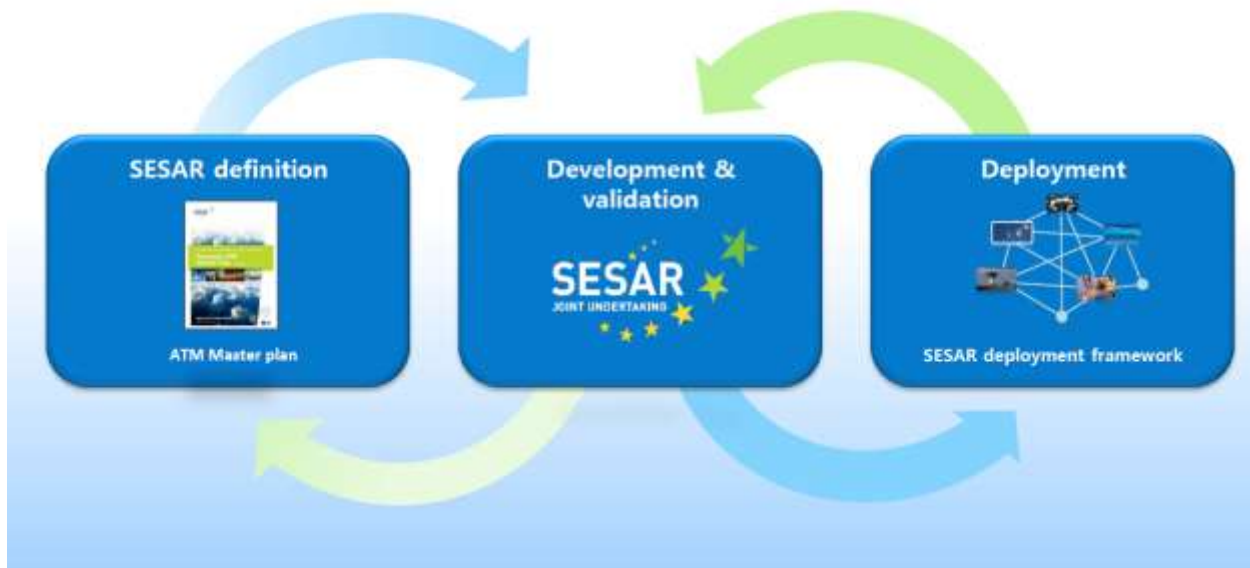 SESAR definition
ATM Master plan
Development &
validation
SESAR
JOINT UNDERTAKING
Deployment
SESAR deployment framework